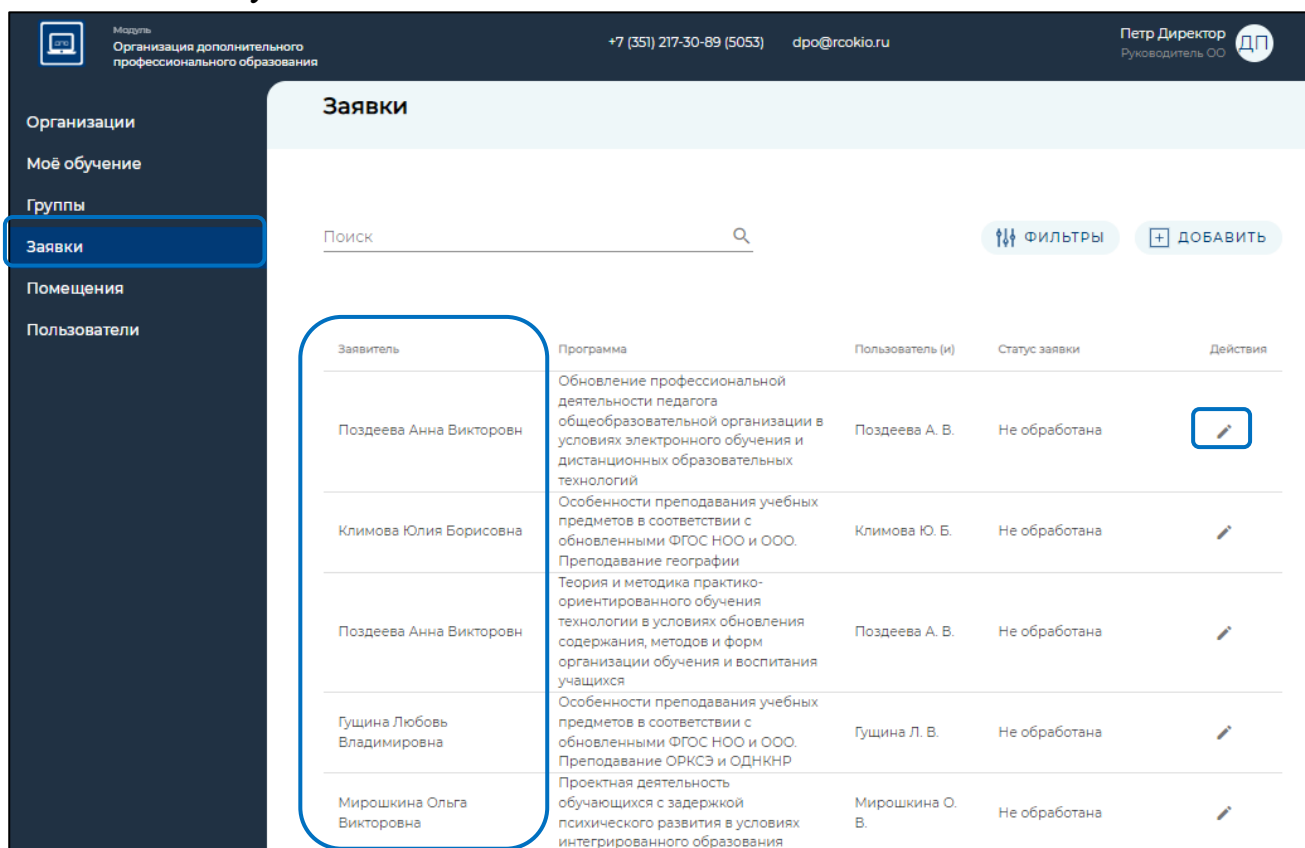 Модуль
Организация дополнительного
профессионального образования
+7 (351) 217-30-89 (5053) dpo@rcokio.ru
Петр Директор
Руководитель ОО
ДП
Организации
Моё обучение
Группы
Заявки
Помещения
Пользователи
Заявки
Поиск
ФИЛЬТРЫ
ДОБАВИТЬ
Заявитель Программа Пользователь (и) Статус заявки Действия
Обновление профессиональной
деятельности педагога
общеобразовательной организации в
условиях электронного обучения и
дистанционных образовательных
технологий
Поздеева Анна Викторовн
Поздеева А. В.
Не обработана
Особенности преподавания учебных
предметов в соответствии с
обновленными ФГОС НОО и ООО.
Преподавание географии
Климова Юлия Борисовна
Климова Ю. Б.
Не обработана
Теория и методика практико-
ориентированного обучения
технологии в условиях обновления
содержания, методов и форм
организации обучения и воспитания
учащихся
Поздеева Анна Викторовн
Поздеева А. В.
Не обработана
Особенности преподавания учебных
предметов в соответствии с
обновленными ФГОС НОО и ООО.
Преподавание ОРКСЭ и ОДНКНР
Гущина Любовь
Владимировна
Гущина Л. В.
Не обработана
Проектная деятельность
обучающихся с задержкой
психического развития в условиях
интегрированного образования
Мирошкина Ольга
Викторовна
Мирошкина О.
В.
Не обработана